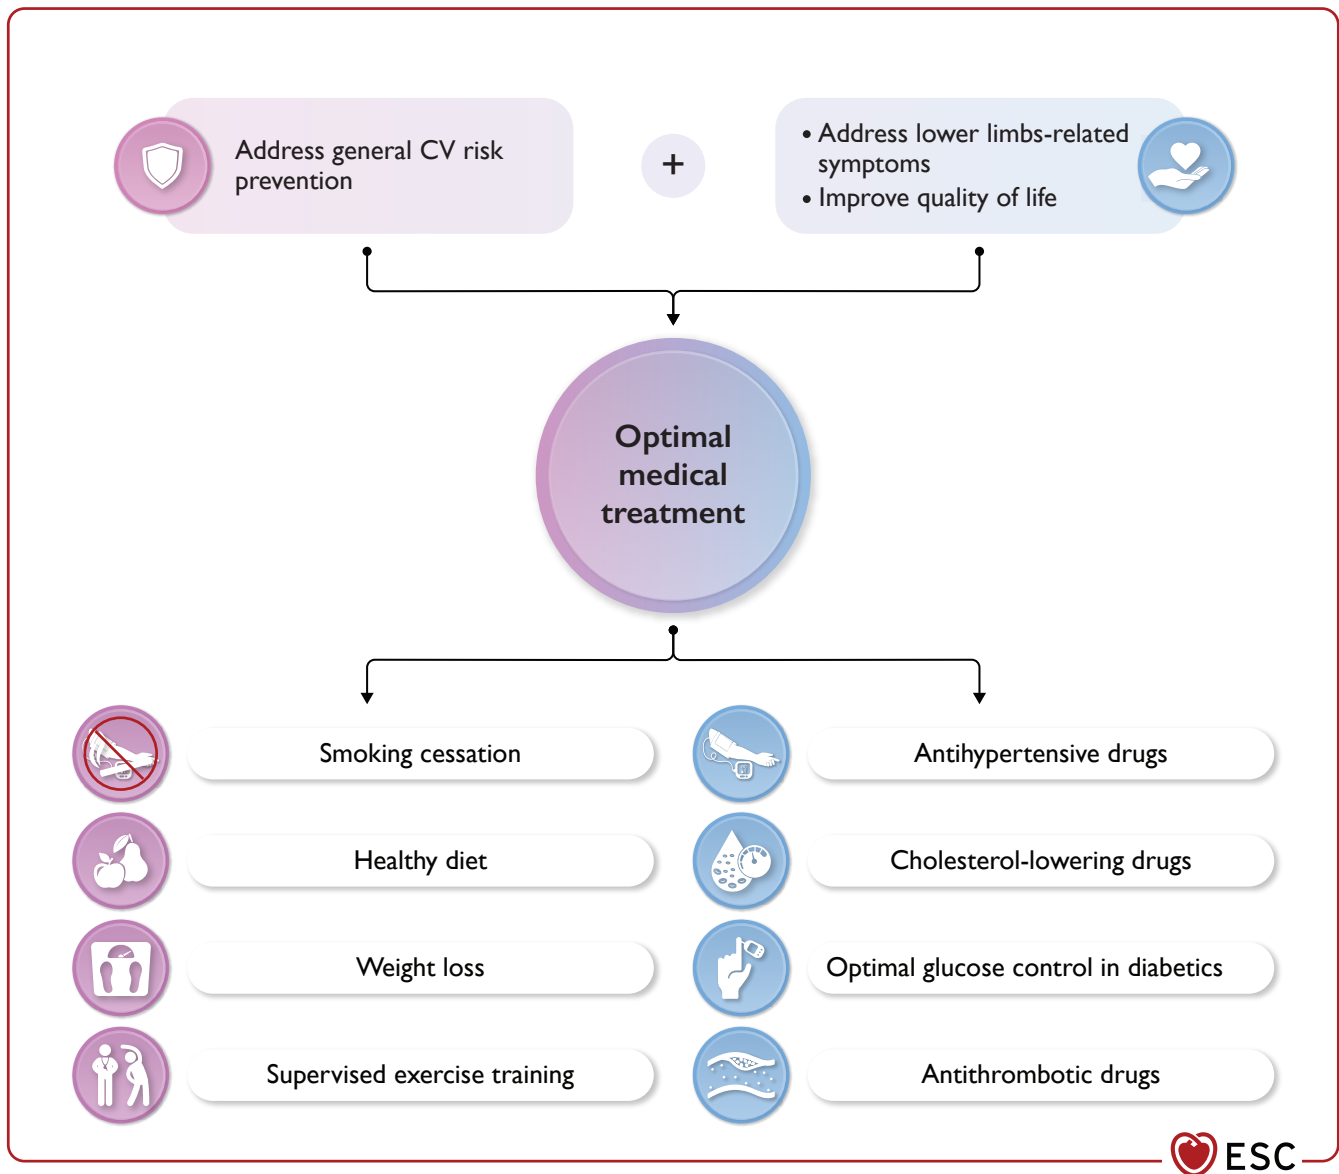 Address general CV risk
prevention
+
• Address lower limbs-related
symptoms
• Improve quality of life
Optimal
medical
treatment
Smoking cessation
Antihypertensive drugs
Healthy diet
Cholesterol-lowering drugs
Weight loss
Optimal glucose control in diabetics
Supervised exercise training
Antithrombotic drugs
ESC